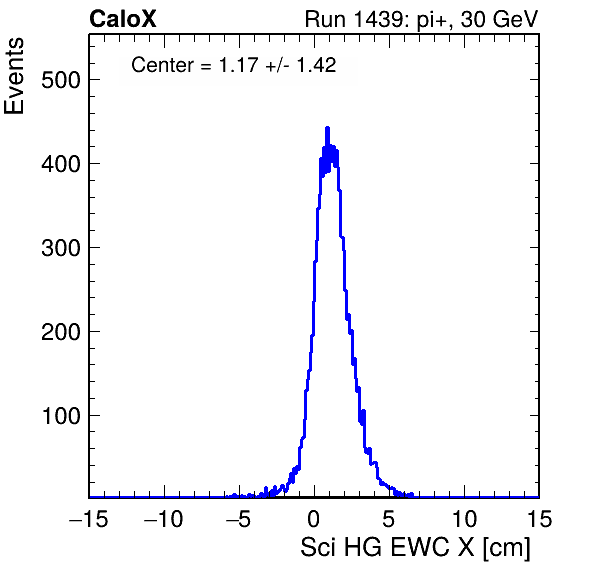 CaloX Run 1439: pi+, 30 GeV
Center = 1.17 +/- 1.42
Events
500
400
300
200
100
−15 −10 −5 0 5 10 15
Sci HG EWC X [cm]